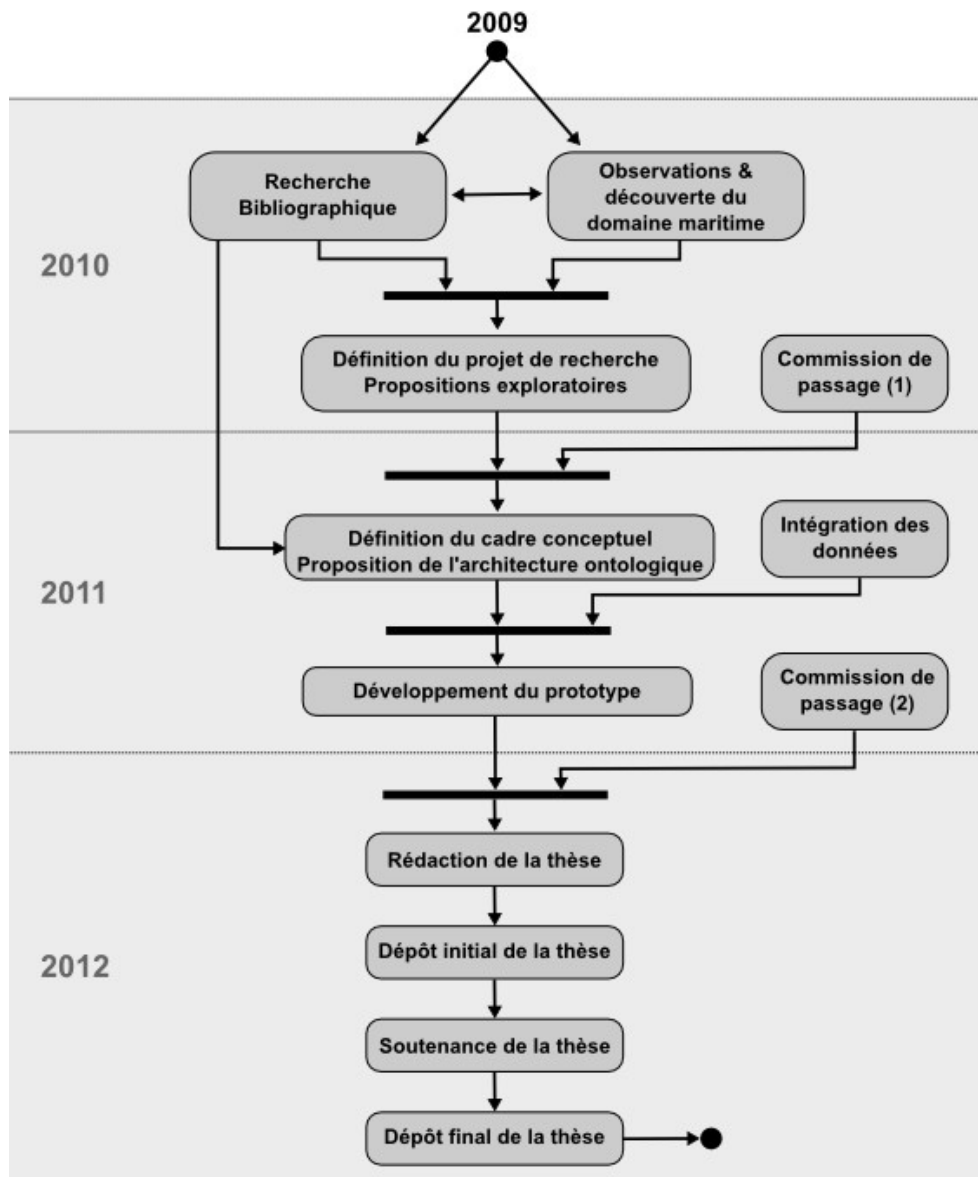 2009
Recherche
Bibliographique
Observations &
découverte du
domaine maritime
2010
Définition du projet de recherche
Propositions exploratoires
Commission de
passage (1)
Définition du cadre conceptuel
Proposition de l'architecture ontologique
Intégration des
données
2011
Développement du prototype
Commission de
passage (2)
Rédaction de la thèse
Dépôt initial de la thèse
2012
Soutenance de la thèse
Dépôt final de la thèse